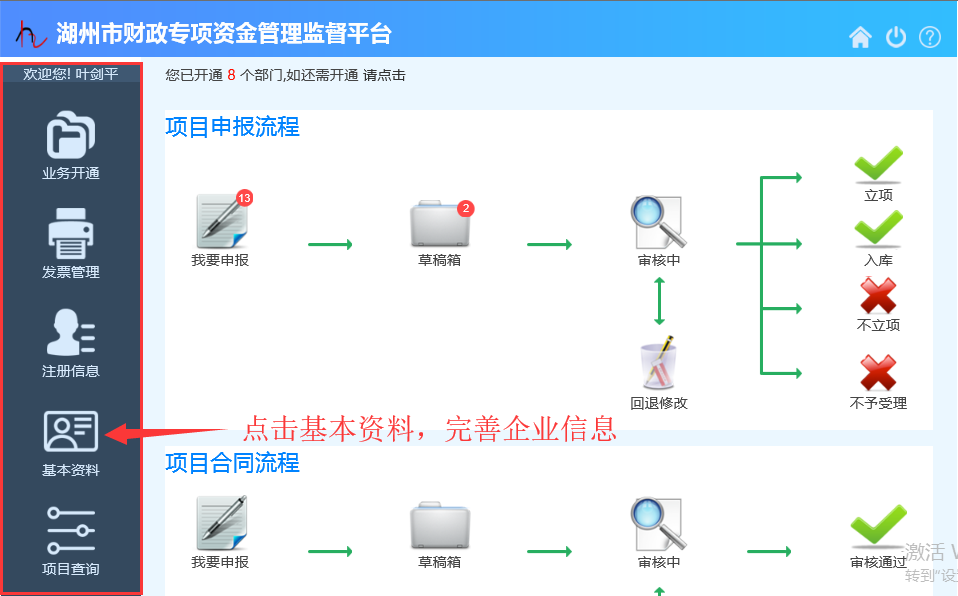 湖州市财政专项资金管理监督平台
欢迎您! 叶剑平
您已开通 8 个部门,如还需开通 请点击
业务开通
发票管理
注册信息
基本资料
项目查询
项目申报流程
13
我要申报
2
草稿箱
审核中
回退修改
立项
入库
不立项
不予受理
点击基本资料，完善企业信息
项目合同流程
我要申报
草稿箱
审核中
审核通过
激活 W
转到"设